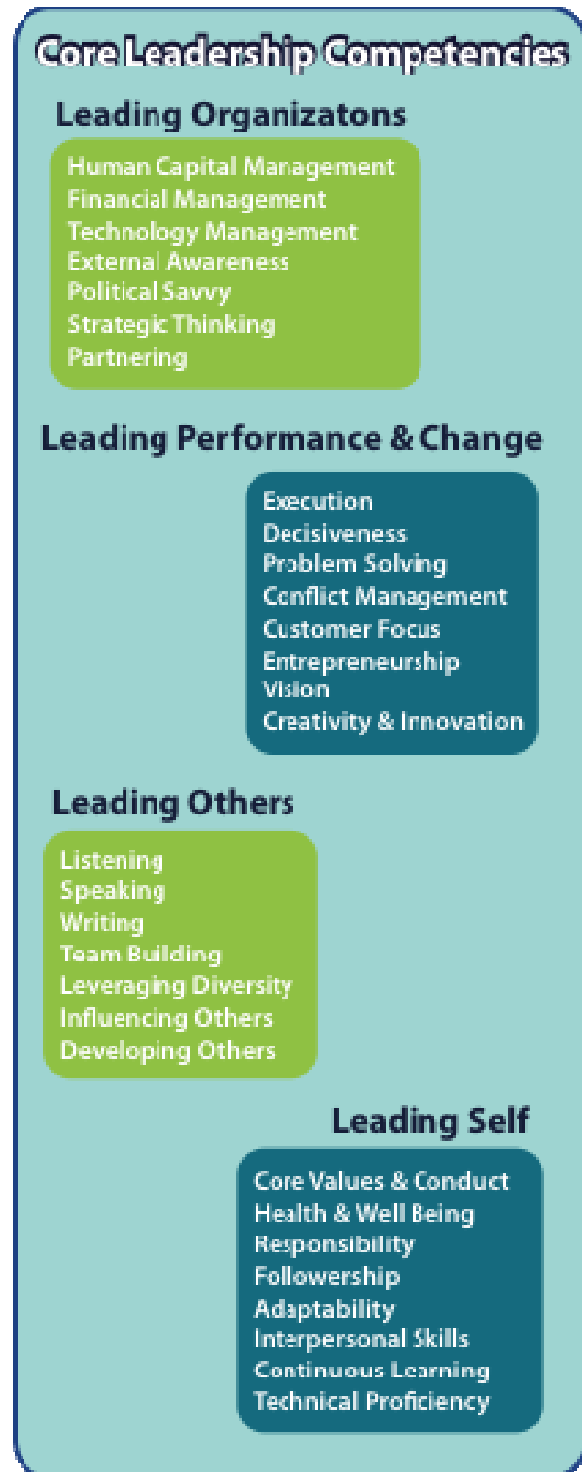 Core Leadership Competencies
Leading Organizatons
Human Capital Management
Financial Management
Technology Management
External Awareness
Political Savvy
Strategic Thinking
Partnering
Leading Performance & Change
Execution
Decisiveness
Problem Solving
Conflict Management
Customer Focus
Entrepreneurship
Vision
Creativity & Innovation
Leading Others
Listening
Speaking
Writing
Team Building
Leveraging Diversity
Influencing Others
Developing Others
Leading Self
Core Values & Conduct
Health & Well Being
Responsibility
Followership
Adaptability
Interpersonal Skills
Continuous Learning
Technical Proficiency